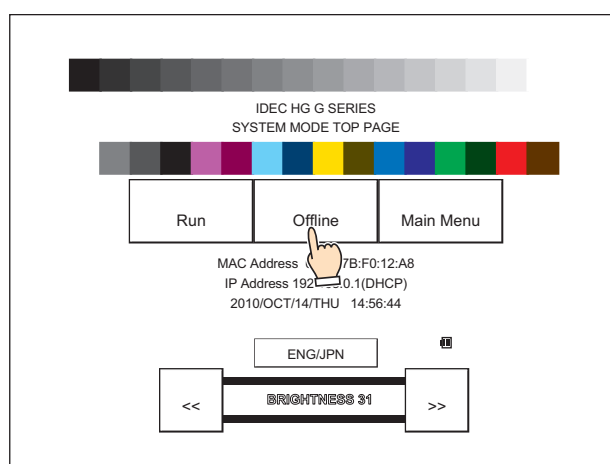 IDEC HG G SERIES
SYSTEM MODE TOP PAGE
Run Offline Main Menu
MAC Address 7B:F0:12:A8
IP Address 192 0.1(DHCP)
2010/OCT/14/THU 14:56:44
ENG/JPN
<< BRIGHTNESS 31 >>